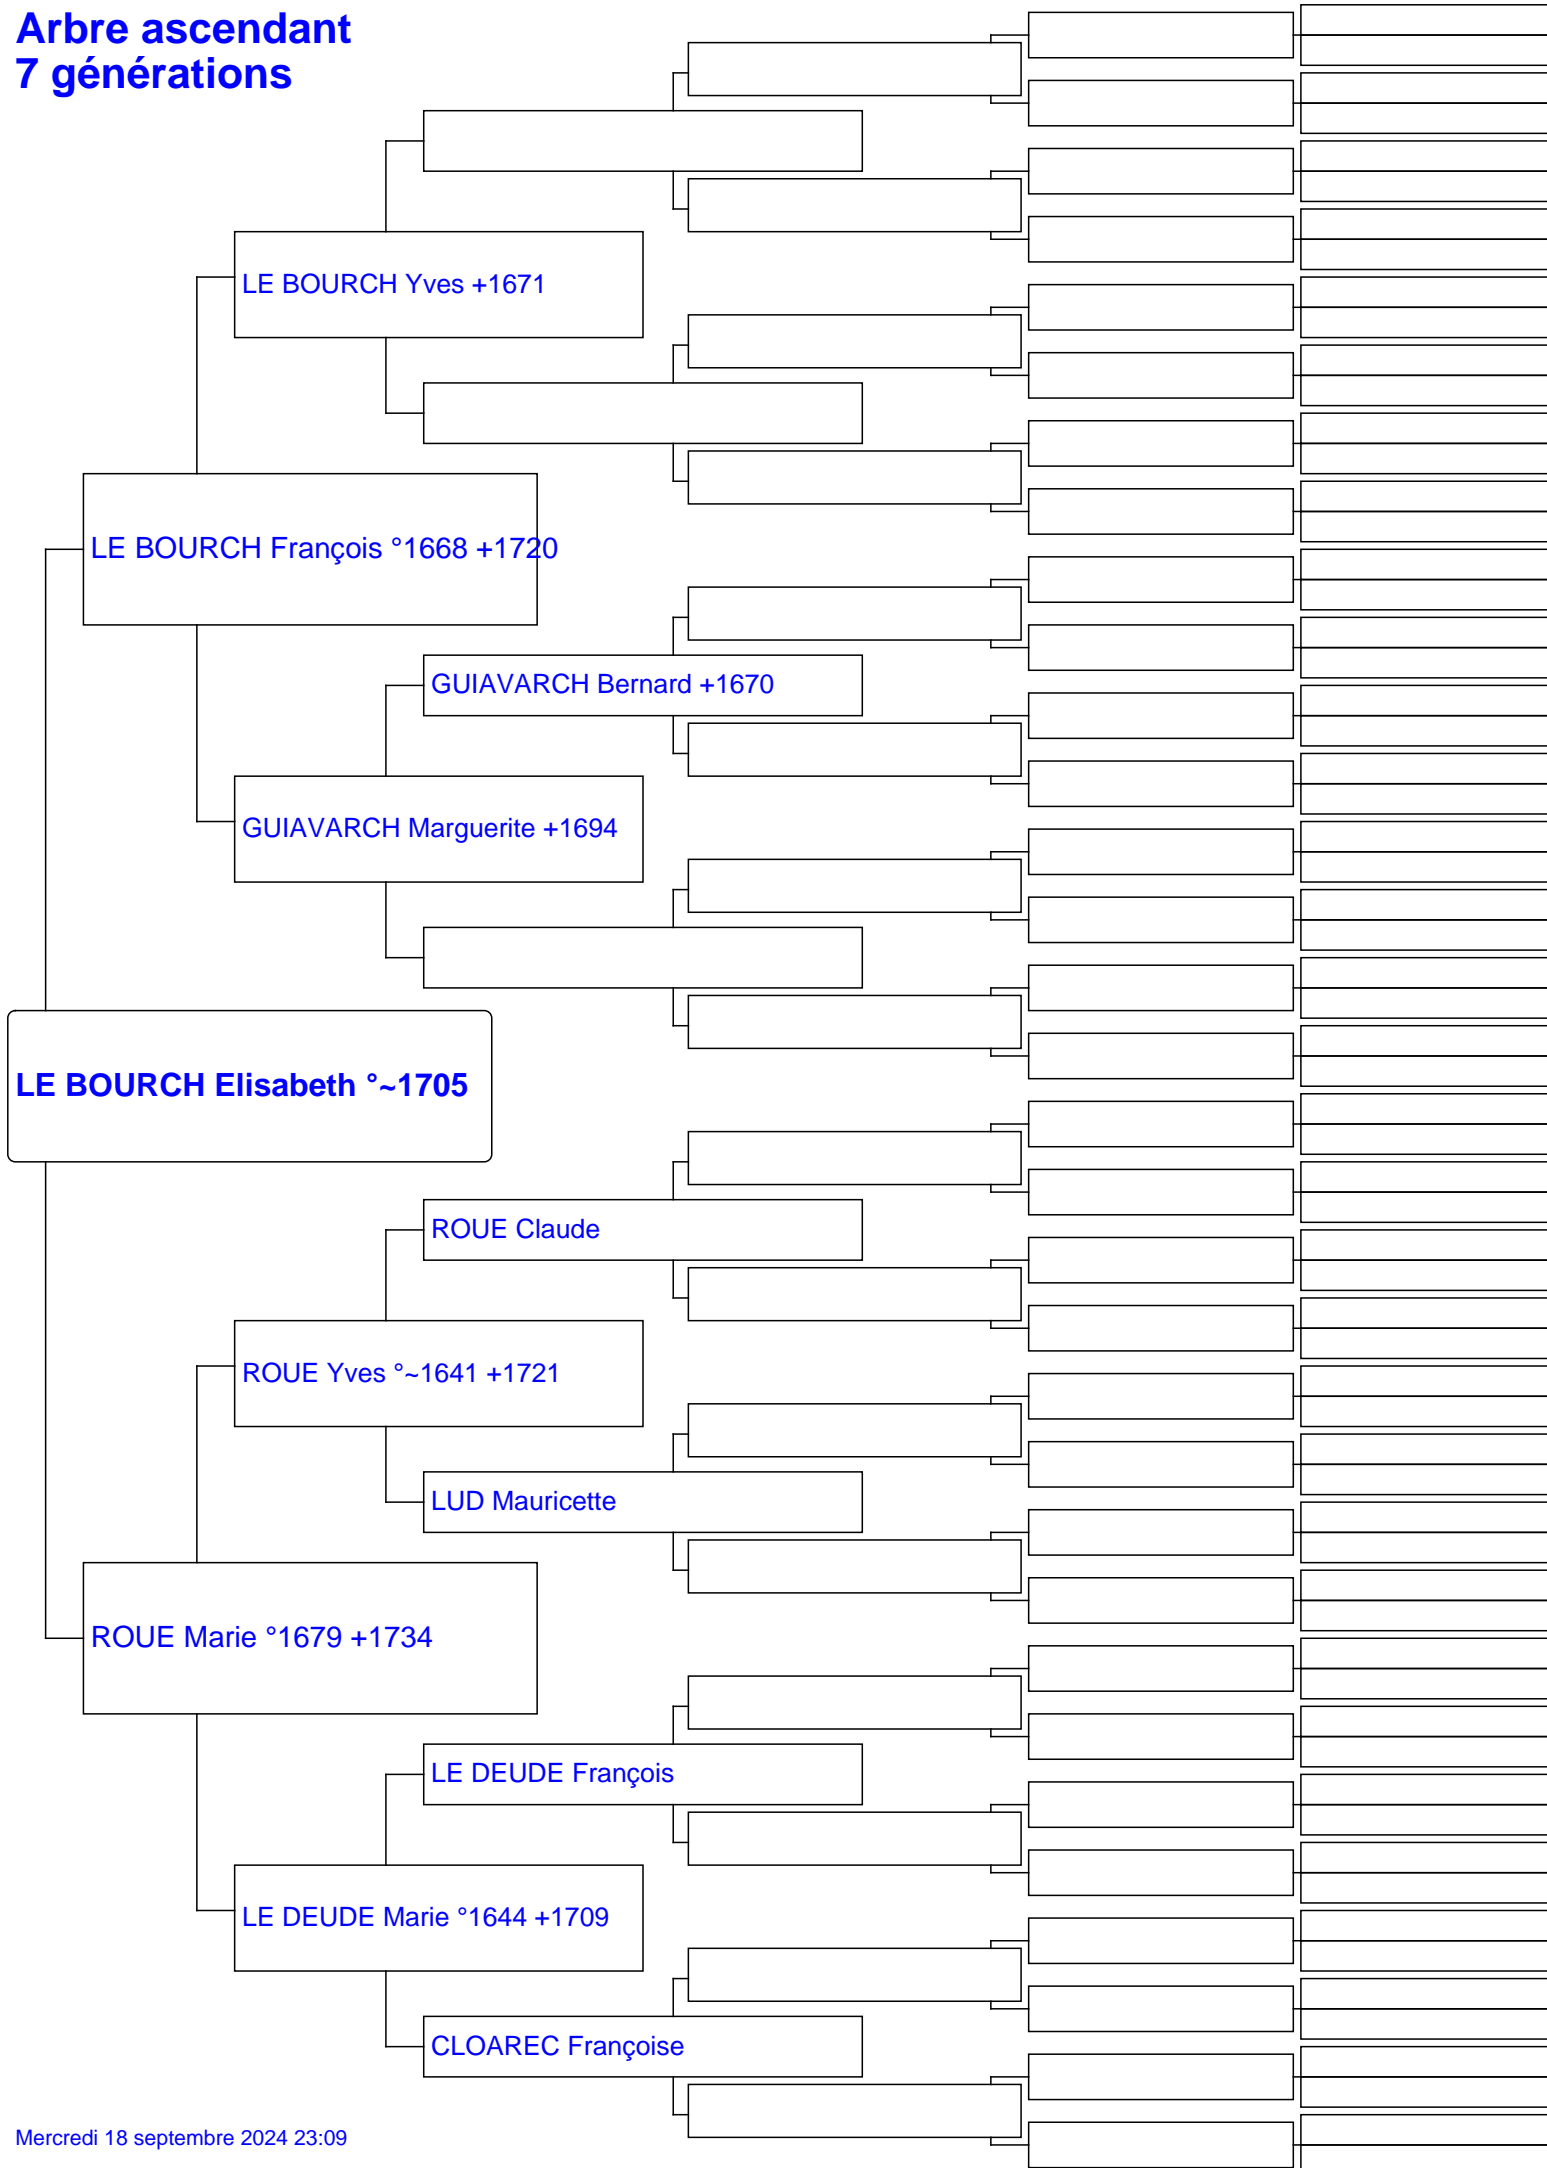 Arbre ascendant
7 générations
LE BOURCH Yves +1671
LE BOURCH François °1668 +1720
GUIAVARCH Bernard +1670
GUIAVARCH Marguerite +1694
LE BOURCH Elisabeth °~1705
ROUE Claude
ROUE Yves °~1641 +1721
LUD Mauricette
ROUE Marie °1679 +1734
LE DEUDE François
LE DEUDE Marie °1644 +1709
CLOAREC Françoise
Mercredi 18 septembre 2024 23:09